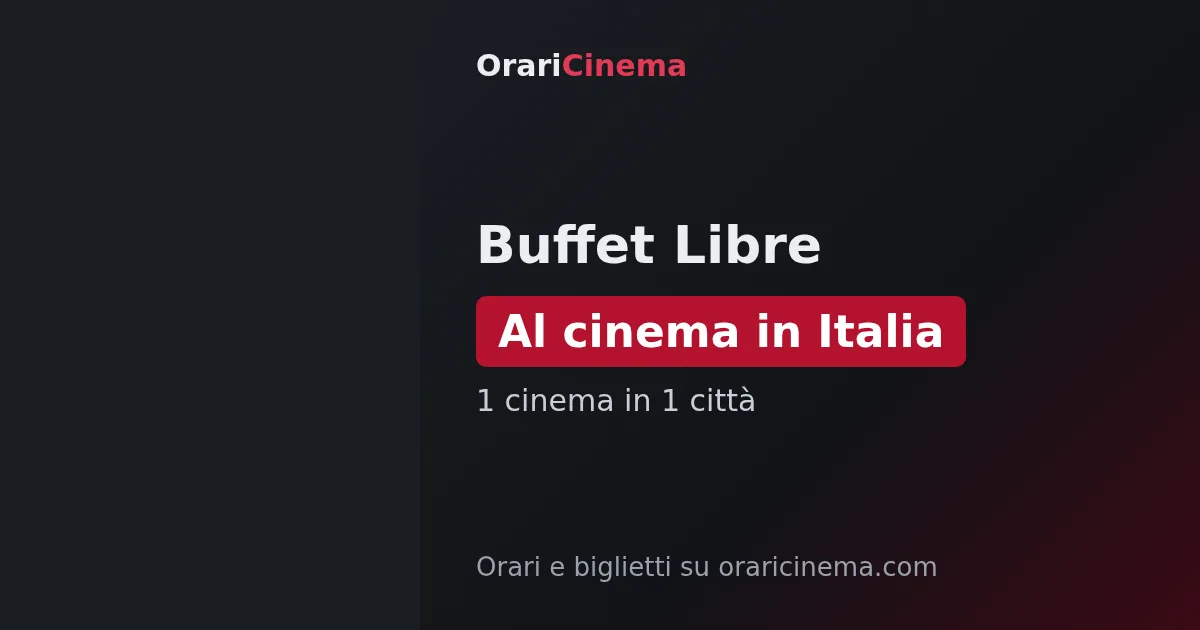 OrariCinema
Buffet Libre
Al cinema in Italia
1 cinema in 1 città
Orari e biglietti su oraricinema.com